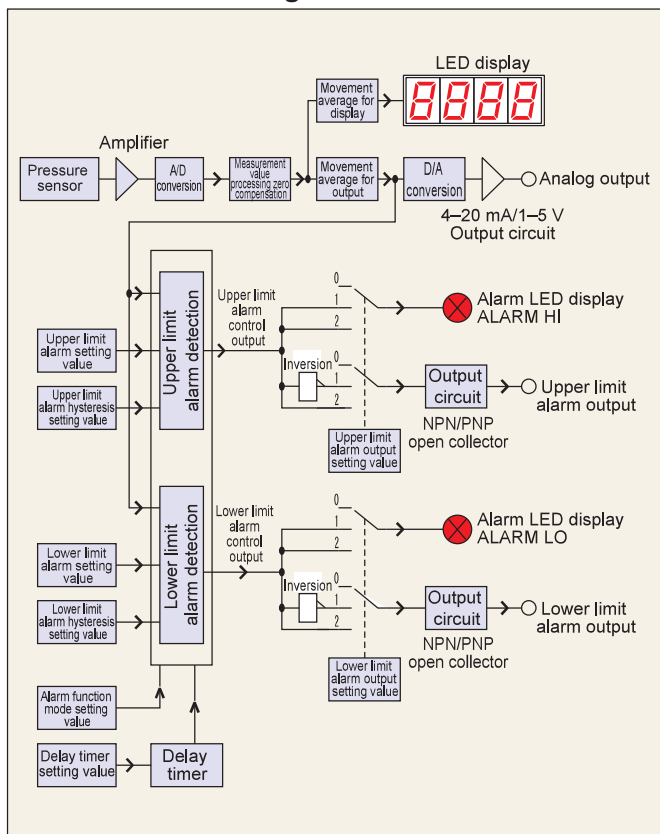 LED display
8888
Movement
average for
display
Amplifier
Pressure
sensor
A/D
conversion
Measurement
value
processing zero
compensation
Movement
average for
output
D/A
conversion
Analog output
4–20 mA/1–5 V
Output circuit
Upper limit
alarm detection
Upper limit
alarm
control
output
Upper limit
alarm setting
value
Upper limit
alarm hysteresis
setting value
0
1
2
Alarm LED display
ALARM HI
Inversion
0
1
2
Output
circuit
NPN/PNP
open collector
Upper limit
alarm output
Upper limit
alarm output
setting value
Lower limit
alarm detection
Lower limit
alarm
control
output
Lower limit
alarm setting
value
Lower limit
alarm hysteresis
setting value
0
1
2
Alarm LED display
ALARM LO
Inversion
0
1
2
Output
circuit
NPN/PNP
open collector
Lower limit
alarm output
Lower limit
alarm output
setting value
Alarm function
mode setting
value
Delay timer
setting value
Delay
timer